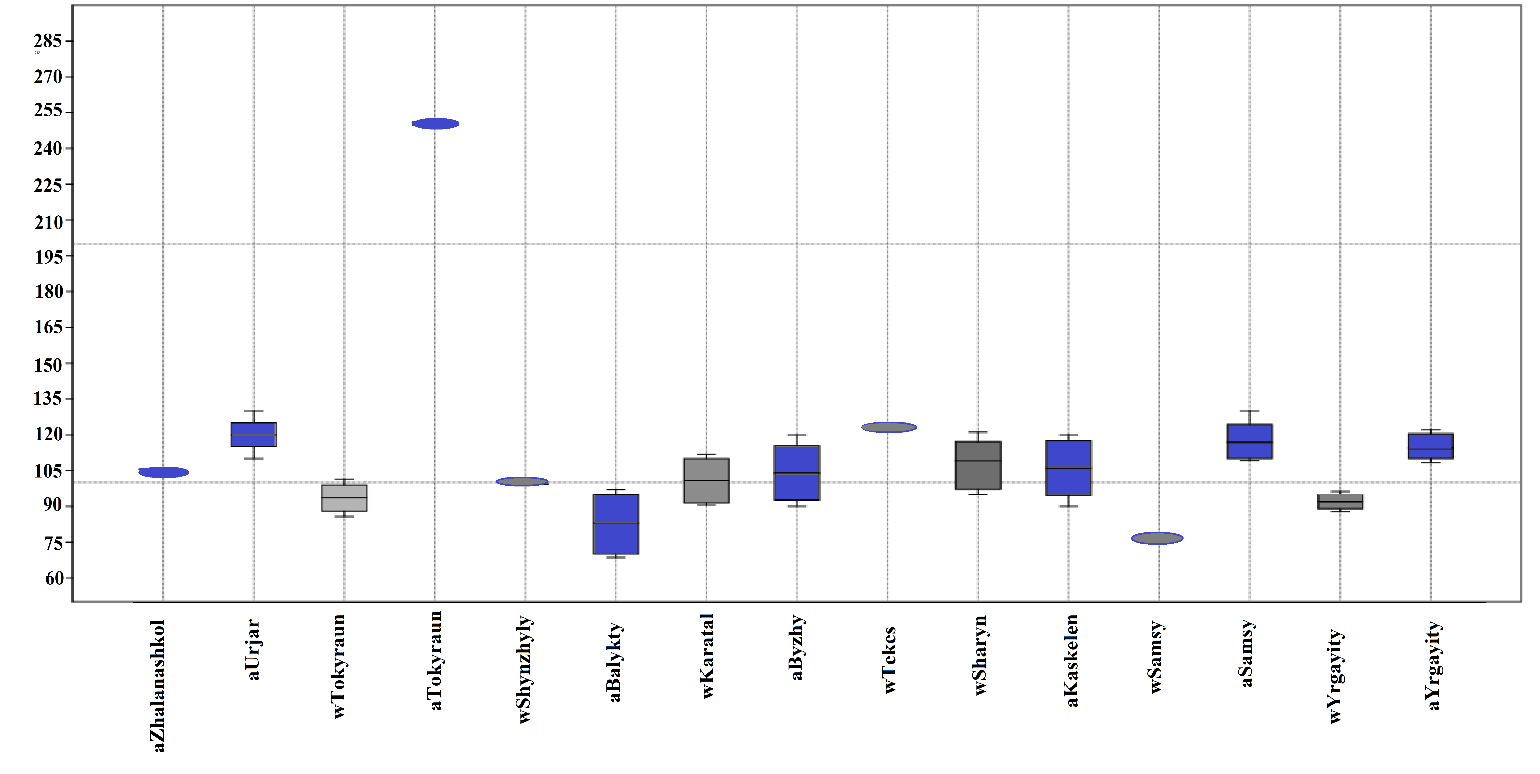 285
270
255
240
225
210
195
180
165
150
135
120
105
90
75
60
aZhalanashkol
aUrjar
wTokyraun
aTokyraun
wShynzhyly
aBalykty
wKaratal
aByzhy
wTekes
wSharyn
aKaskelen
wSamsy
aSamsy
wYrgayity
aYrgayity